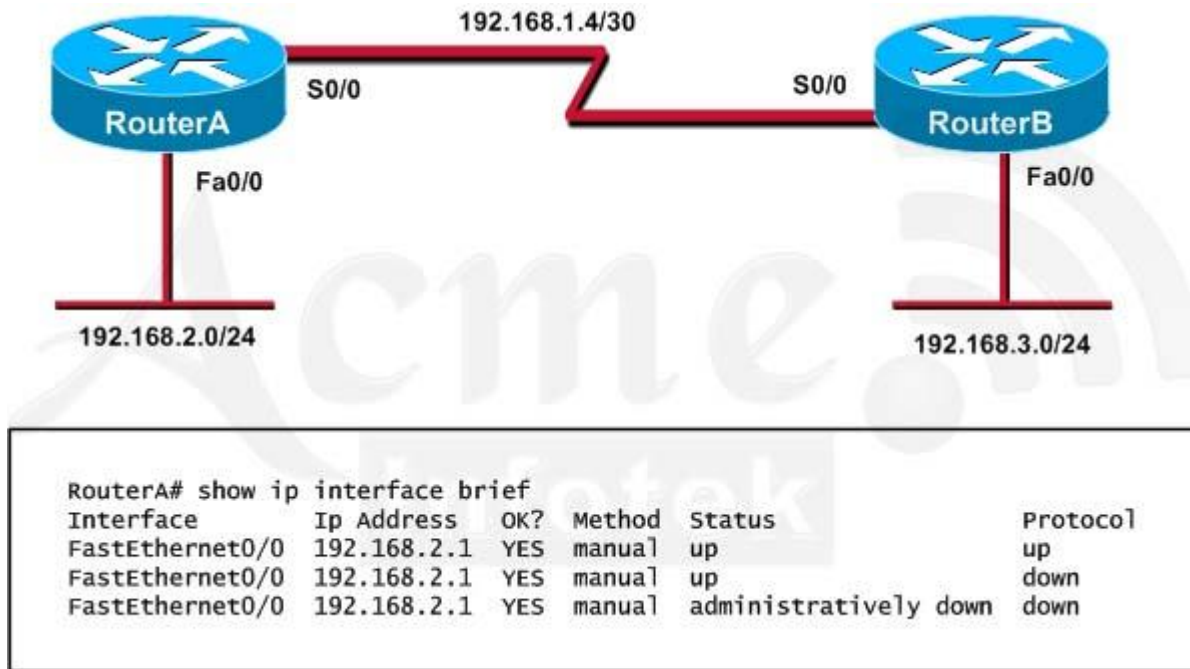 192.168.1.4/30
S0/0
S0/0
RouterA
RouterB
Fa0/0
Fa0/0
192.168.2.0/24
192.168.3.0/24
Acme
Infotek
RouterA# show ip interface brief
Interface Ip Address OK? Method Status Protocol
FastEthernet0/0 192.168.2.1 YES manual up up
FastEthernet0/0 192.168.2.1 YES manual up down
FastEthernet0/0 192.168.2.1 YES manual administratively down down